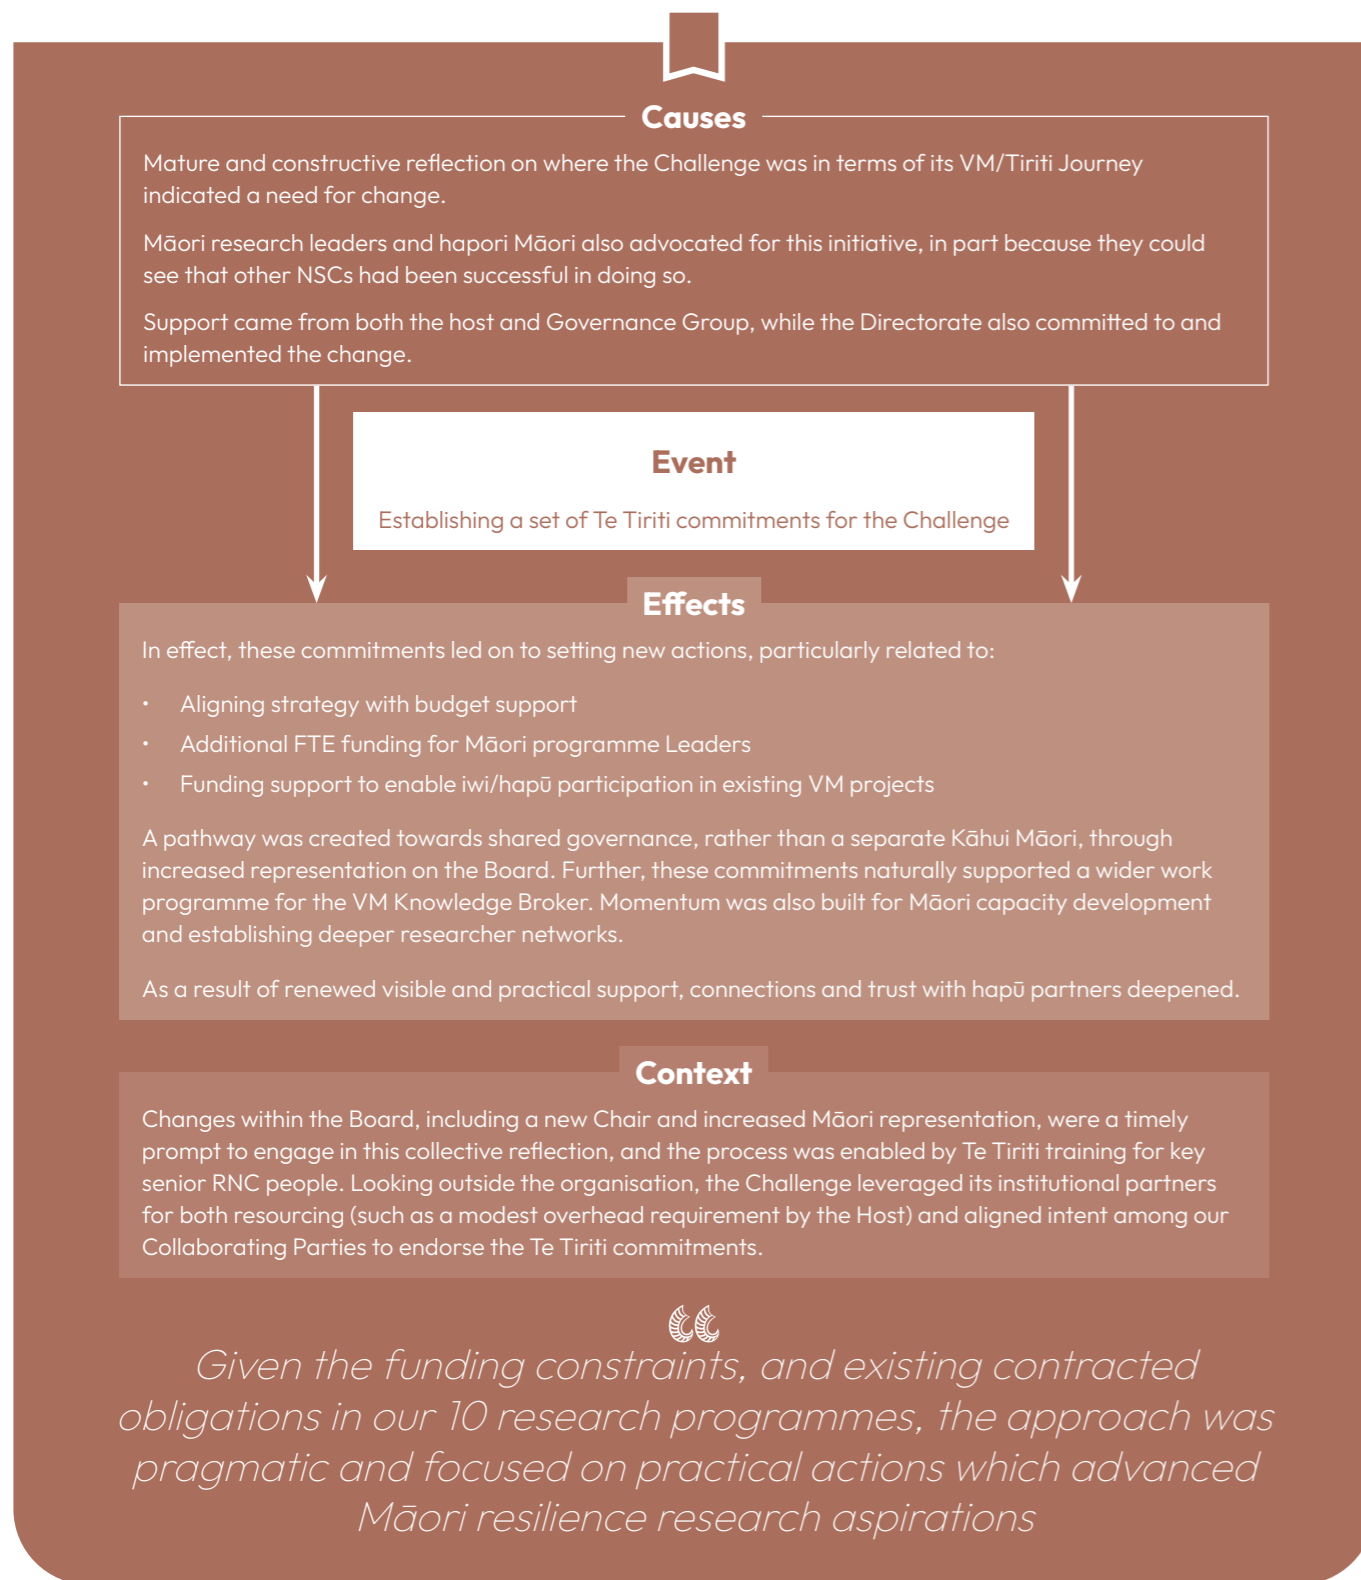 Causes
Mature and constructive reflection on where the Challenge was in terms of its VM/Tiriti Journey
indicated a need for change.
Māori research leaders and hapori Māori also advocated for this initiative, in part because they could
see that other NSCs had been successful in doing so.
Support came from both the host and Governance Group, while the Directorate also committed to and
implemented the change.
Event
Establishing a set of Te Tiriti commitments for the Challenge
Effects
In effect, these commitments led on to setting new actions, particularly related to:
• Aligning strategy with budget support
• Additional FTE funding for Māori programme Leaders
• Funding support to enable iwi/hapū participation in existing VM projects
A pathway was created towards shared governance, rather than a separate Kāhui Māori, through
increased representation on the Board. Further, these commitments naturally supported a wider work
programme for the VM Knowledge Broker. Momentum was also built for Māori capacity development
and establishing deeper researcher networks.
As a result of renewed visible and practical support, connections and trust with hapū partners deepened.
Context
Changes within the Board, including a new Chair and increased Māori representation, were a timely
prompt to engage in this collective reflection, and the process was enabled by Te Tiriti training for key
senior RNC people. Looking outside the organisation, the Challenge leveraged its institutional partners
for both resourcing (such as a modest overhead requirement by the Host) and aligned intent among our
Collaborating Parties to endorse the Te Tiriti commitments.
“
Given the funding constraints, and existing contracted
obligations in our 10 research programmes, the approach was
pragmatic and focused on practical actions which advanced
Māori resilience research aspirations